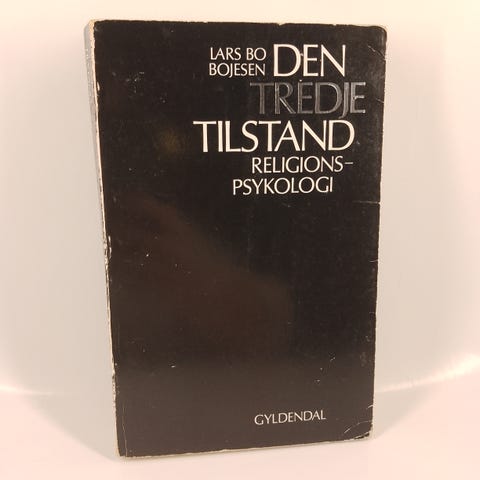 LARS BO
BOJESEN DEN
TREDJE
TILSTAND
RELIGIONS-
PSYKOLOGI
GYLDENDAL